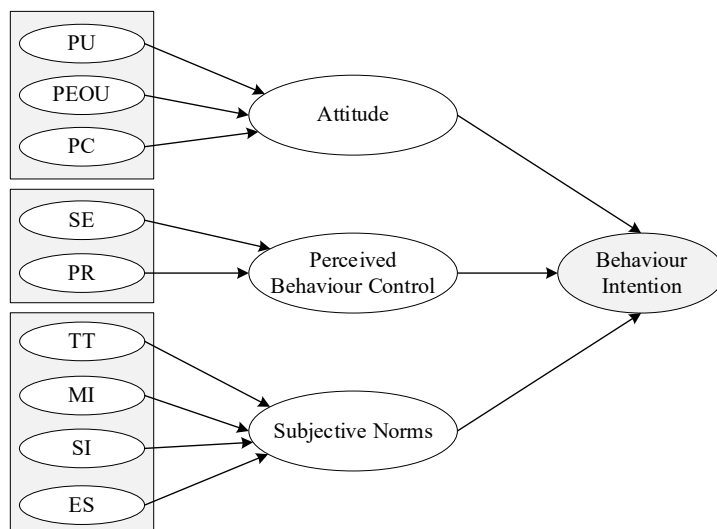 PU
PEOU
PC
Attitude
SE
PR
Perceived
Behaviour Control
Behaviour
Intention
TT
MI
SI
ES
Subjective Norms